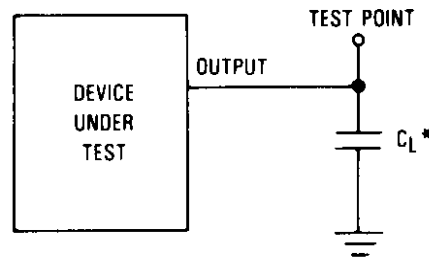 TEST POINT
OUTPUT
DEVICE
UNDER
TEST
C_L*